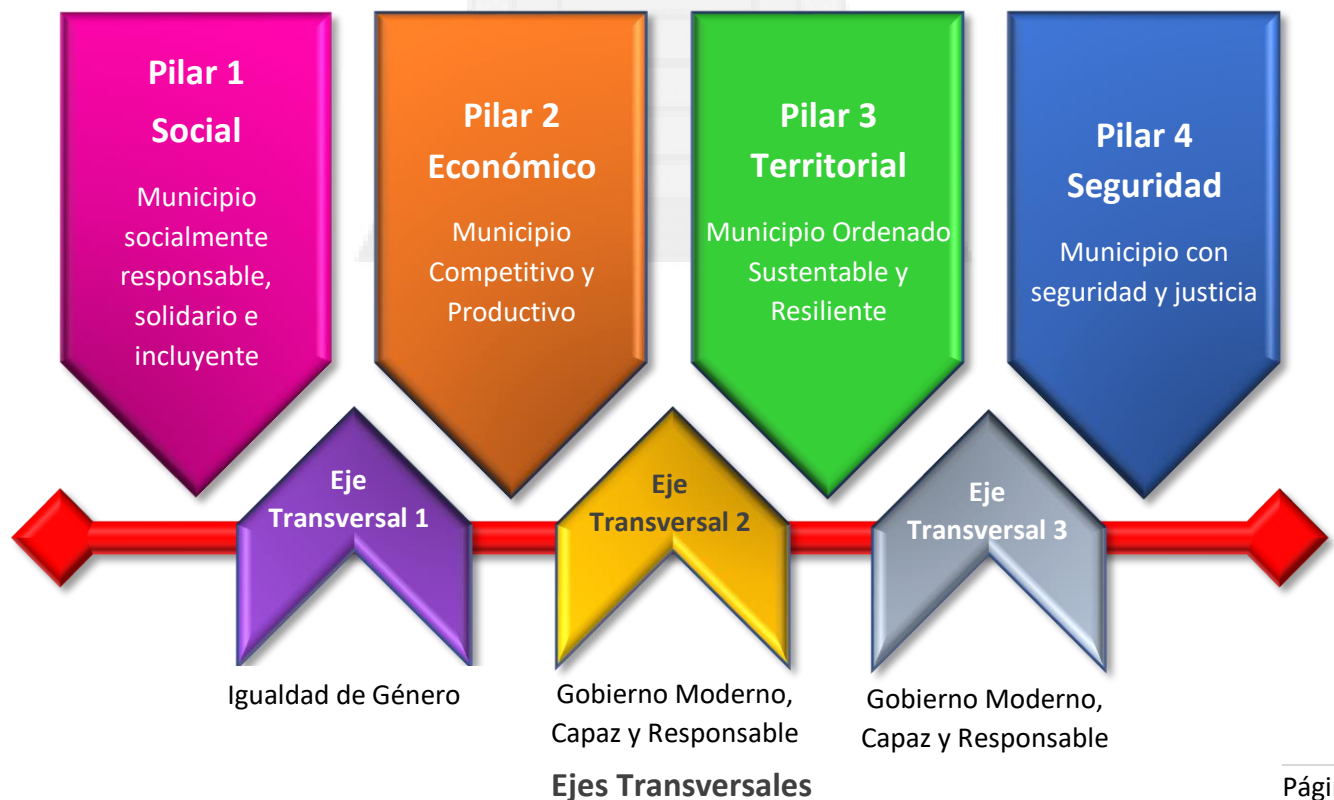 Pilar 1
Social
Municipio
socialmente
responsable,
solidario e
incluyente
Pilar 2
Económico
Municipio
Competitivo y
Productivo
Pilar 3
Territorial
Municipio Ordenado
Sustentable y
Resiliente
Pilar 4
Seguridad
Municipio con
seguridad y justicia
Eje
Transversal 1
Eje
Transversal 2
Eje
Transversal 3
Igualdad de Género
Gobierno Moderno,
Capaz y Responsable
Gobierno Moderno,
Capaz y Responsable
Ejes Transversales